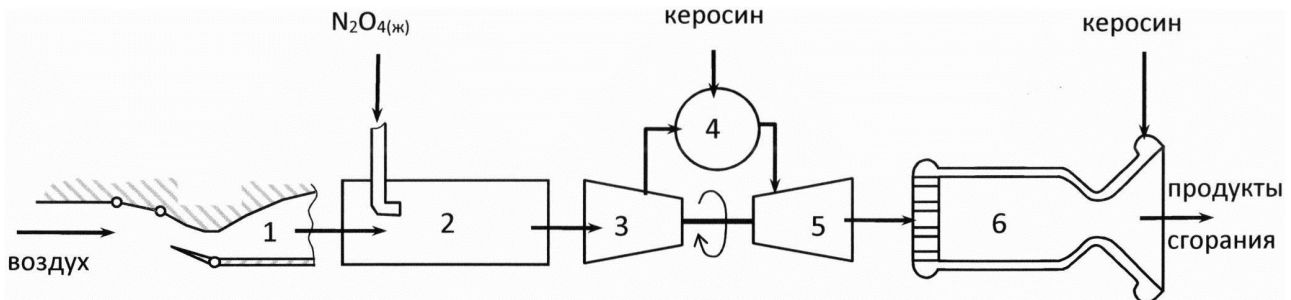 N₂O₄(ж)
керосин
керосин
воздух
1
2
3
4
5
6
продукты
сгорания